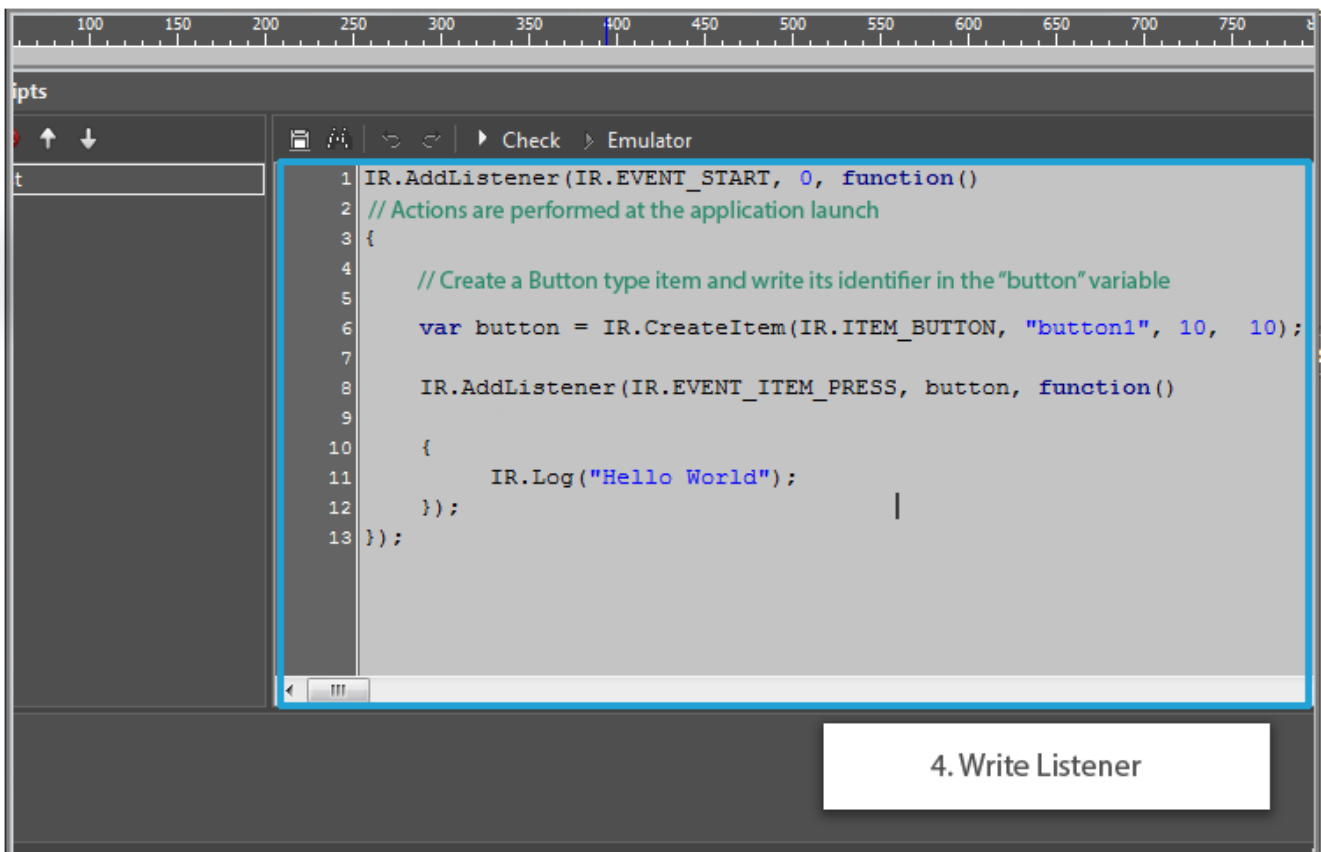 100 150 200 250 300 350 400 450 500 550 600 650 700 750
ipts
Check Emulator
t
1 IR.AddListener(IR.EVENT_START, 0, function()
2 // Actions are performed at the application launch
3 {
4
// Create a Button type item and write its identifier in the “button” variable
5
6 var button = IR.CreateItem(IR.ITEM_BUTTON, "button1", 10, 10);
7
8 IR.AddListener(IR.EVENT_ITEM_PRESS, button, function()
9
10 {
11 IR.Log("Hello World");
12 });
13 });
4. Write Listener